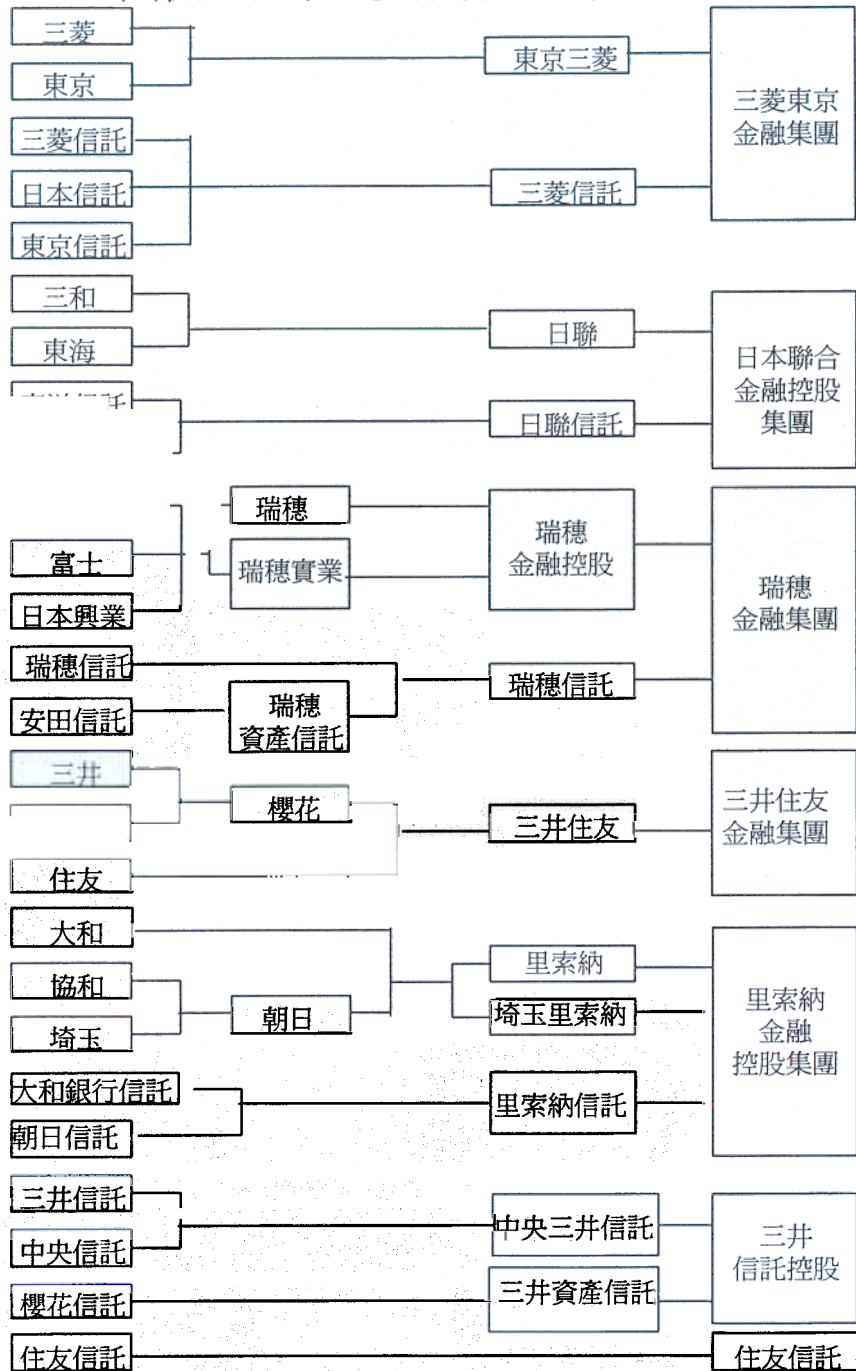 三菱
東京
東京三菱
三菱東京
金融集團
三菱信託
日本信託
東京信託
三菱信託
三和
東海
日聯
日本聯合
金融控股
集團
日聯信託
富士
日本興業
瑞穗
瑞穗實業
瑞穗
金融控股
瑞穗
金融集團
瑞穗信託
安田信託
瑞穗
資產信託
瑞穗信託
三井
住友
櫻花
三井住友
三井住友
金融集團
大和
協和
埼玉
朝日
里索納
埼玉里索納
里索納
金融
控股集團
大和銀行信託
朝日信託
里索納信託
三井信託
中央信託
中央三井信託
三井
信託控股
櫻花信託
三井資產信託
住友信託
住友信託